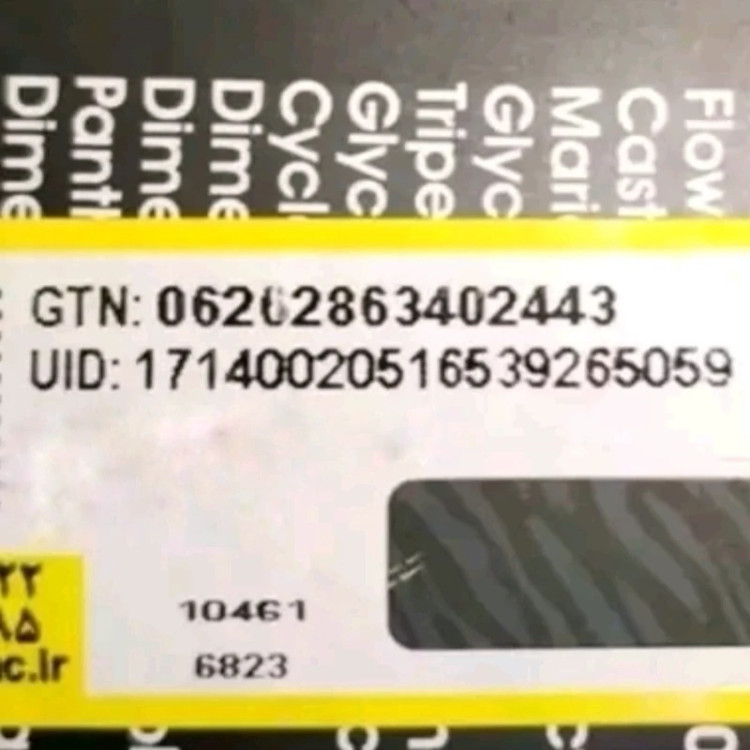 Flow
Cast
Mari
Glyc
Tripe
Glyc
Cycl
Dime
Dime
Panth
Dime
GTN: 06262863402443
UID: 17140020516539265059
۲۲
۸۵
c.ir
10461
6823